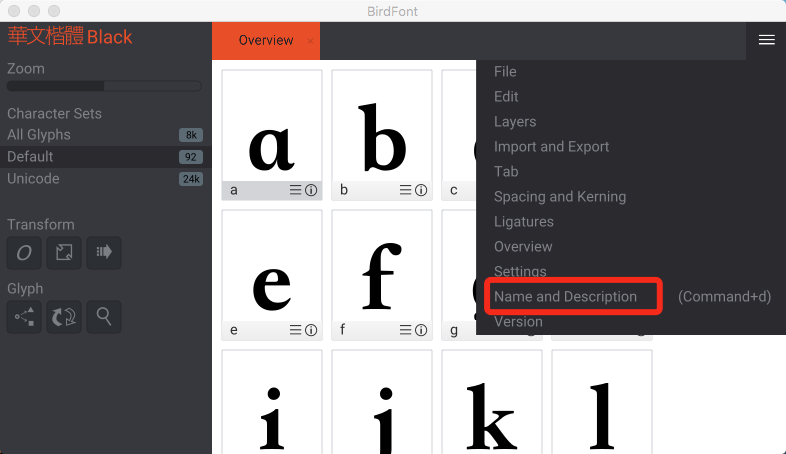 BirdFont
華文楷體 Black
Zoom
Character Sets
All Glyphs 8k
Default 92
Unicode 24k
Transform
Glyph
Overview ×
File
Edit
Layers
Import and Export
Tab
Spacing and Kerning
Ligatures
Overview
Settings
Name and Description (Command+d)
Version
a b
a b c
e f
e f g
i j k l